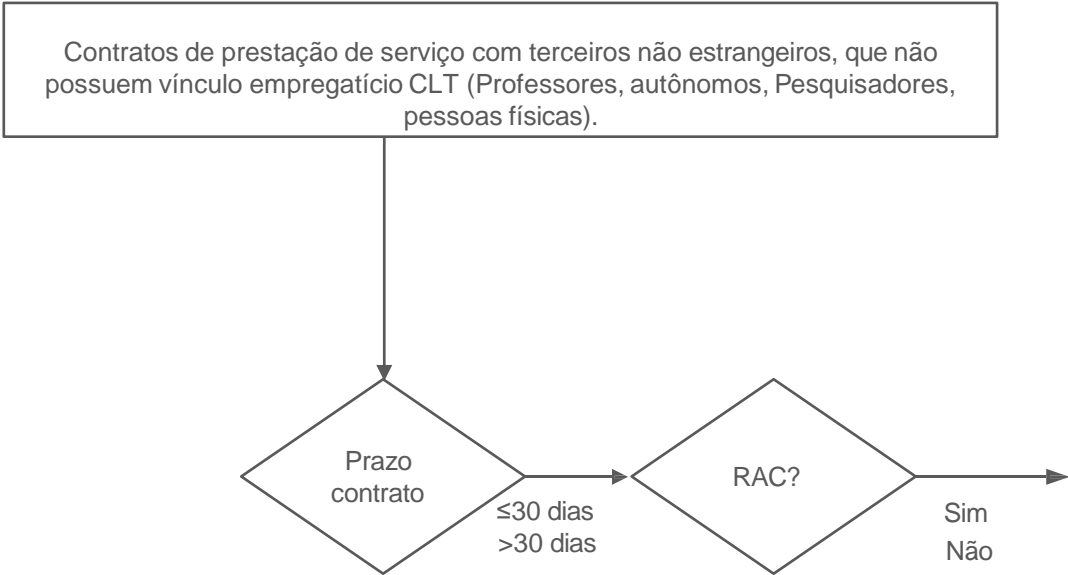 Contratos de prestação de serviço com terceiros não estrangeiros, que não
possuem vínculo empregatício CLT (Professores, autônomos, Pesquisadores,
pessoas físicas).
Prazo
contrato
≤30 dias
>30 dias
RAC?
Sim
Não